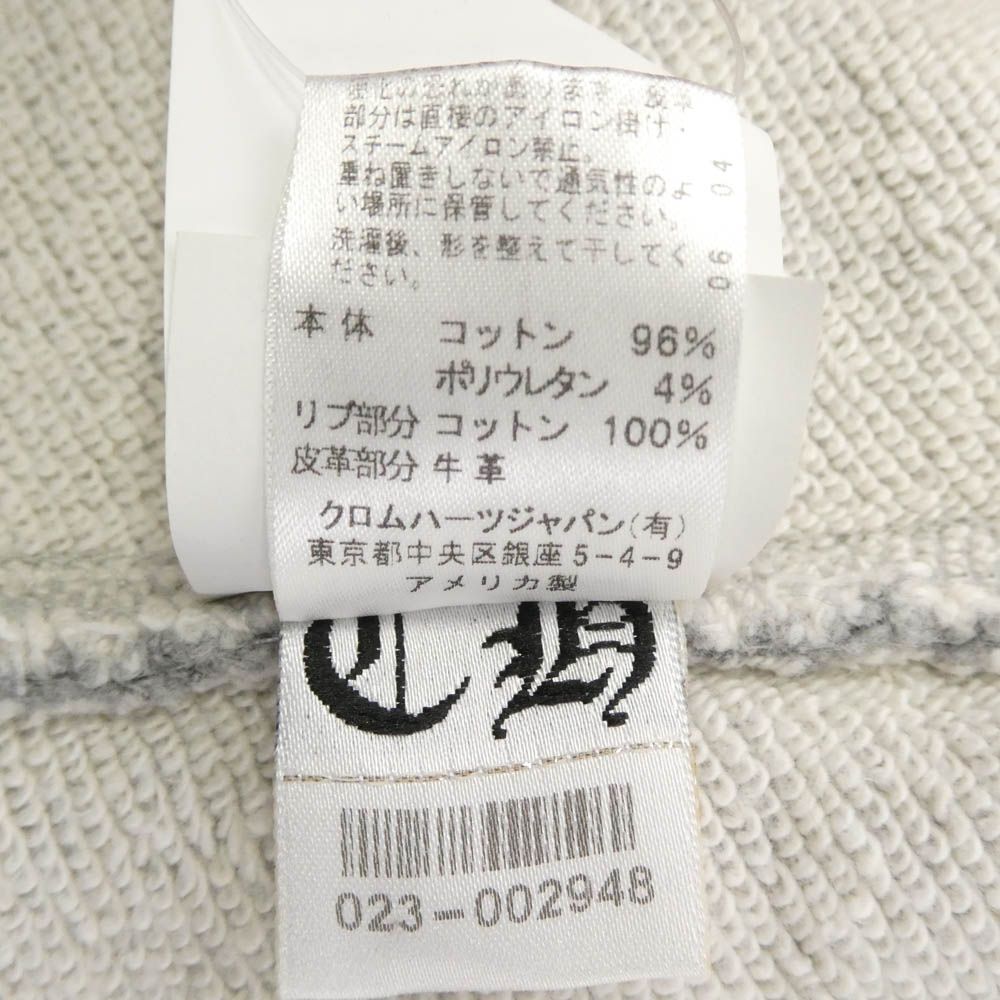 部分は直接のアイロン掛け・
スチームアイロン禁止。
重ね置きしないで通気性のよ
い場所に保管してください。
洗濯後、形を整えて干してく
ださい。
06 04
本体 コットン 96%
ポリウレタン 4%
リブ部分 コットン 100%
皮革部分 牛革
クロムハーツジャパン(有)
東京都中央区銀座5-4-9
アメリカ製
CH
023-002948